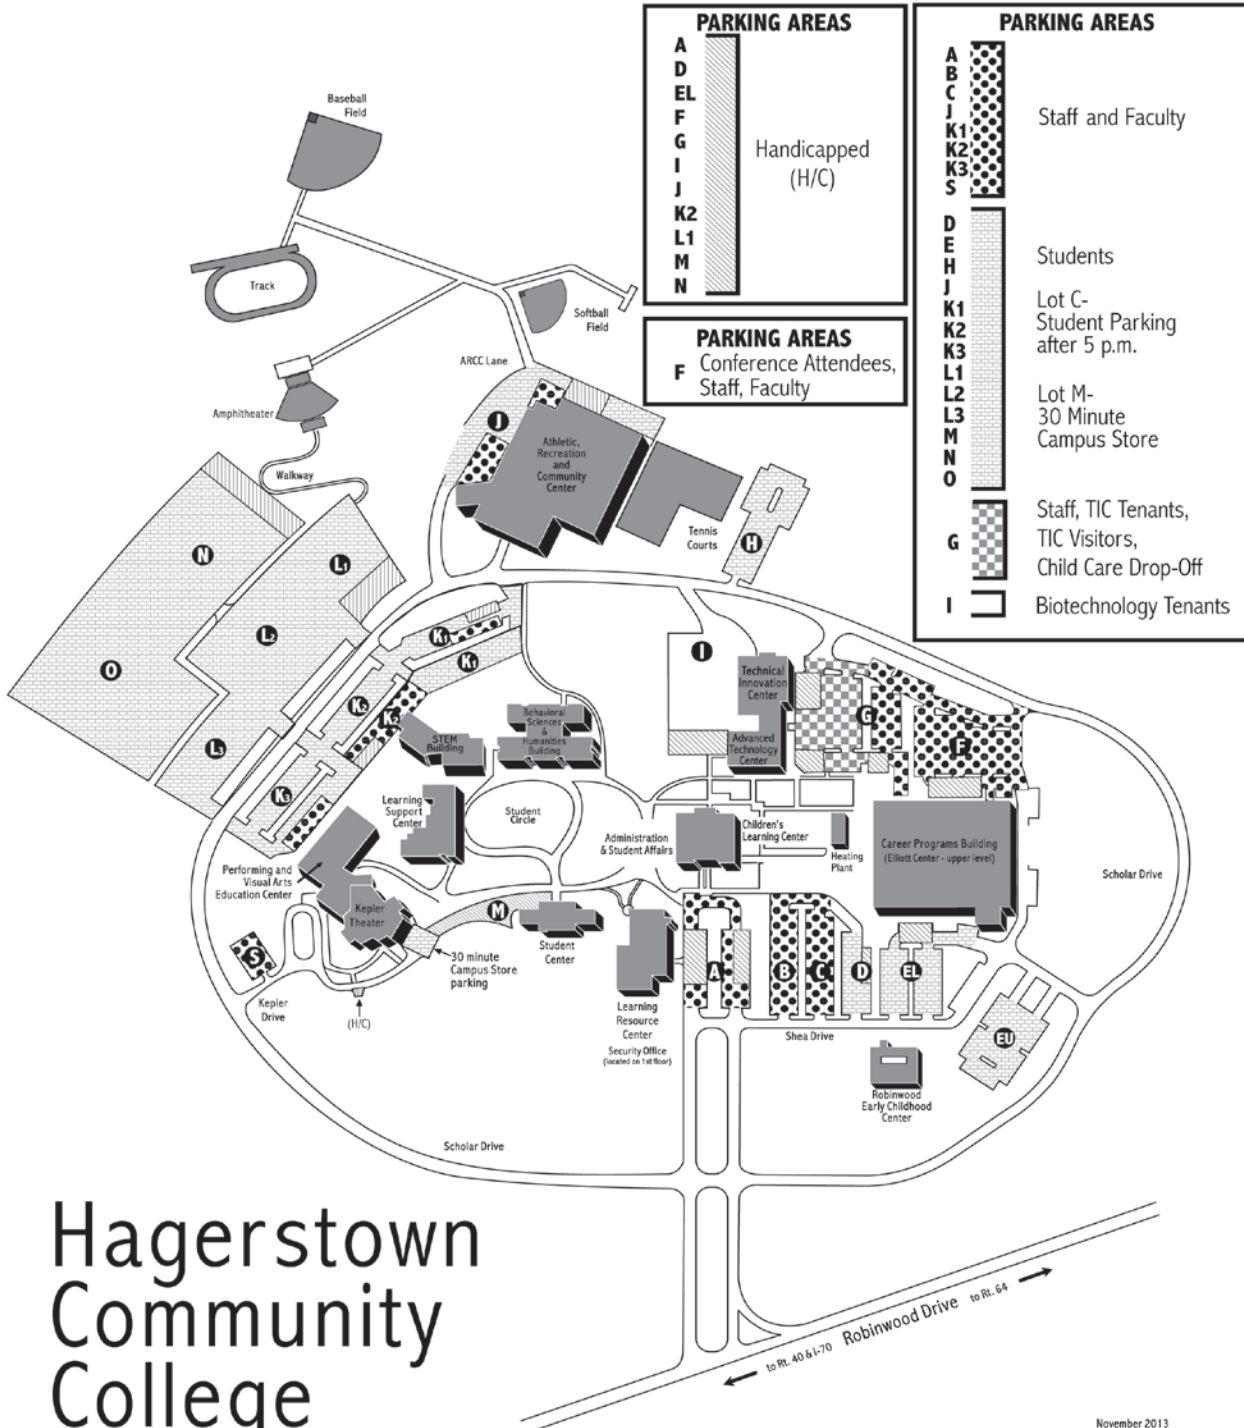 PARKING AREAS
A
D
EL
F
G
I
J
K2
L1
M
N
Handicapped
(H/C)
PARKING AREAS
F
Conference Attendees,
Staff, Faculty
PARKING AREAS
A
B
C
J
K1
K2
K3
S
Staff and Faculty
D
E
H
J
K1
K2
K3
L1
L2
L3
M
N
O
Students
Lot C-
Student Parking
after 5 p.m.
Lot M-
30 Minute
Campus Store
G
Staff, TIC Tenants,
TIC Visitors,
Child Care Drop-Off
I
Biotechnology Tenants
Baseball
Field
Track
Softball
Field
ARCC Lane
Amphitheater
Walkway
J
Athletic,
Recreation
and
Community
Center
Tennis
Courts
H
N
L1
L2
O
L3
K1
K1
K2
K2
K3
I
Technical
Innovation
Center
Advanced
Technology
Center
G
F
STEM
Building
Behavioral
Sciences
&
Humanities
Building
Learning
Support
Center
Student
Circle
Administration
& Student Affairs
Children's
Learning Center
Heating
Plant
Career Programs Building
(Elliott Center - upper level)
Scholar Drive
Performing and
Visual Arts
Education Center
Kepler
Theater
M
S
Student
Center
30 minute
Campus Store
parking
Kepler
Drive
(H/C)
Learning
Resource
Center
Security Office
(located on 1st floor)
A
B
C
D
EL
EU
Shea Drive
Robinwood
Early Childhood
Center
Scholar Drive
Hagerstown
Community
College
to Rt. 40 & I-70
Robinwood Drive
to Rt. 64
November 2013